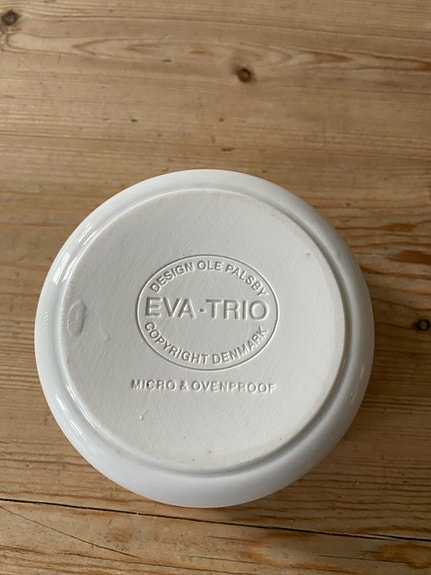 DESIGN OLE PALSBY
EVA-TRIO
COPYRIGHT DENMARK
MICRO & OVENPROOF